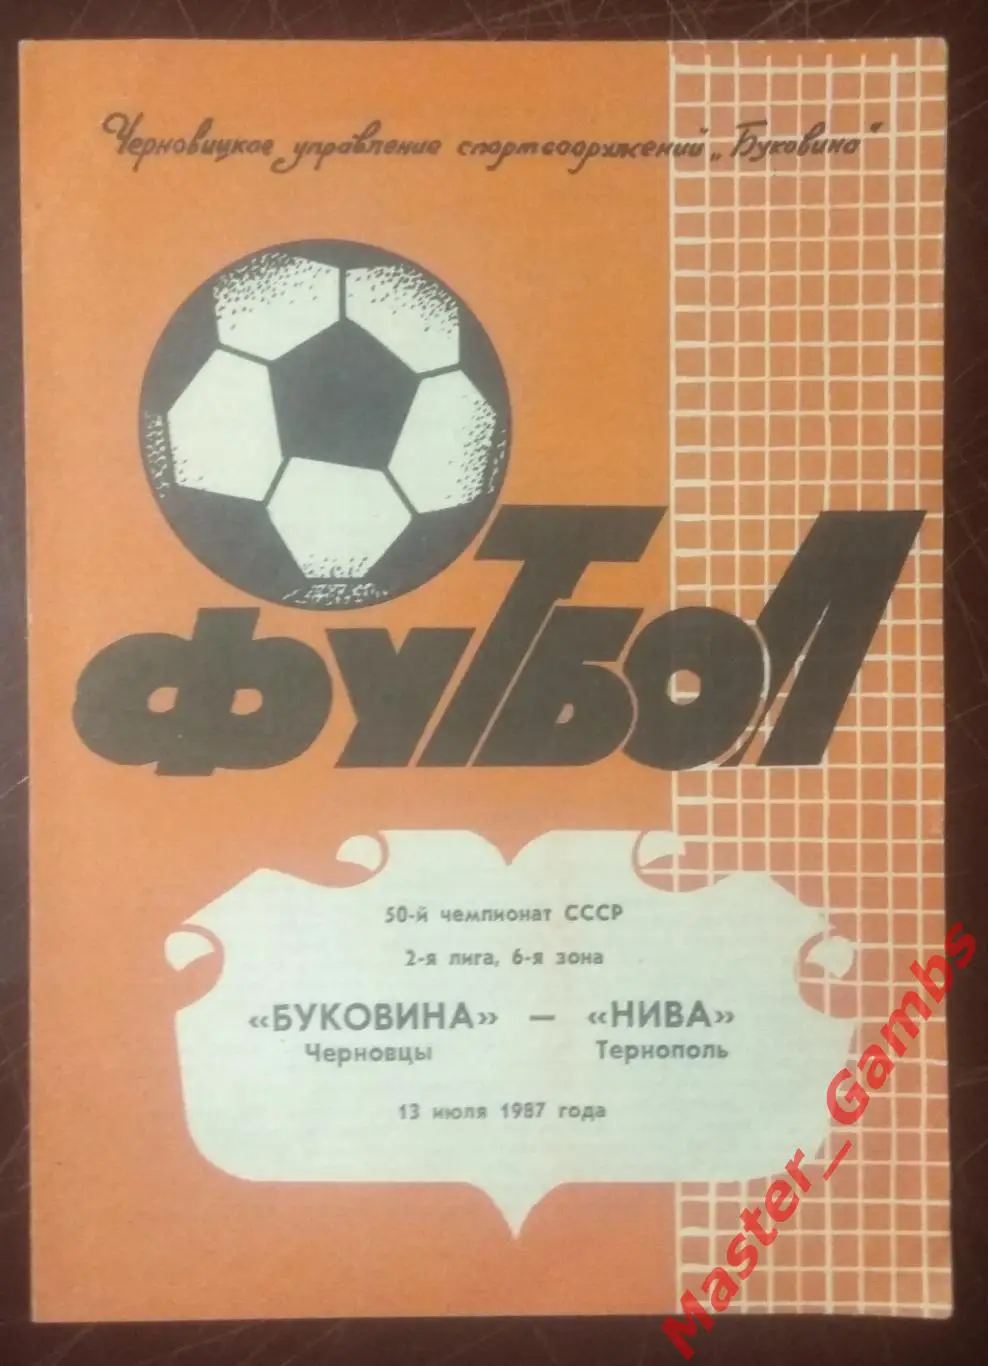 Черновицкое управление спортсооружений „Буковина“
ФУТБОЛ
50-й чемпионат СССР
2-я лига, 6-я зона
«БУКОВИНА» — «НИВА»
Черновцы Тернополь
13 июля 1987 года
Master_Gambs